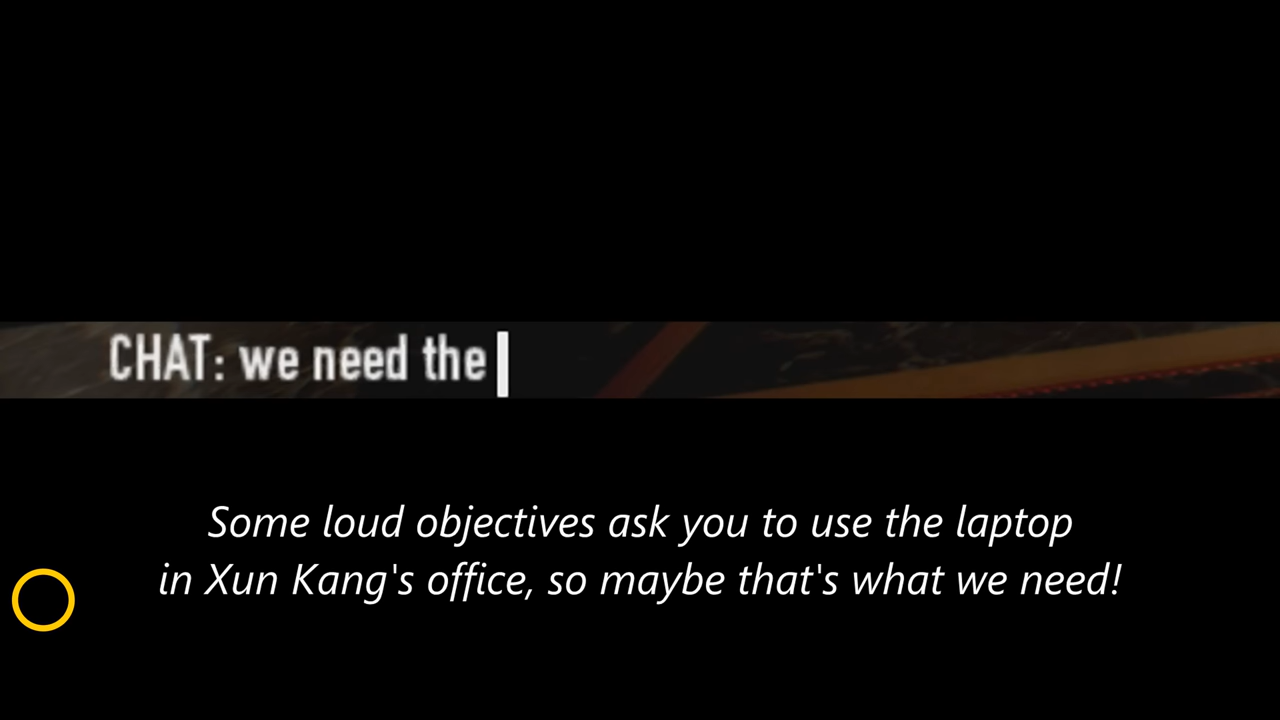 CHAT: we need the
Some loud objectives ask you to use the laptop
in Xun Kang's office, so maybe that's what we need!